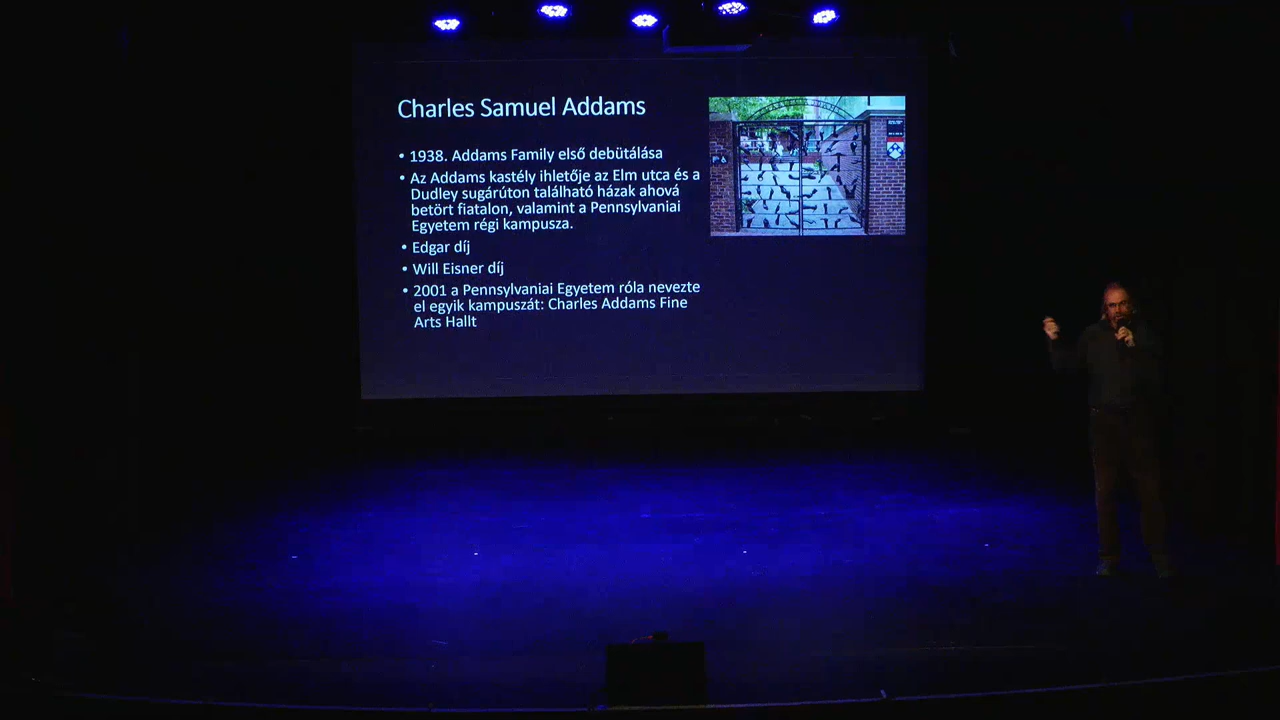 Charles Samuel Addams
• 1938. Addams Family első debütálása
• Az Addams kastély ihletője az Elm utca és a
Dudley sugárúton található házak ahová
betört fiatalon, valamint a Pennsylvaniai
Egyetem régi kampusza.
• Edgar díj
• Will Eisner díj
• 2001 a Pennsylvaniai Egyetem róla nevezte
el egyik kampuszát: Charles Addams Fine
Arts Hallt